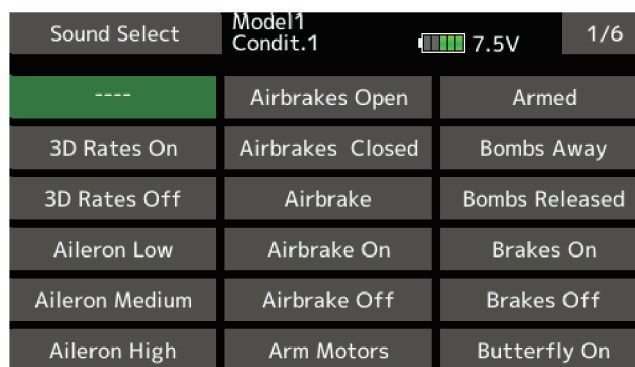 Sound Select
Model1
Condit.1
7.5V
1/6
----
Airbrakes Open
Armed
3D Rates On
Airbrakes Closed
Bombs Away
3D Rates Off
Airbrake
Bombs Released
Aileron Low
Airbrake On
Brakes On
Aileron Medium
Airbrake Off
Brakes Off
Aileron High
Arm Motors
Butterfly On